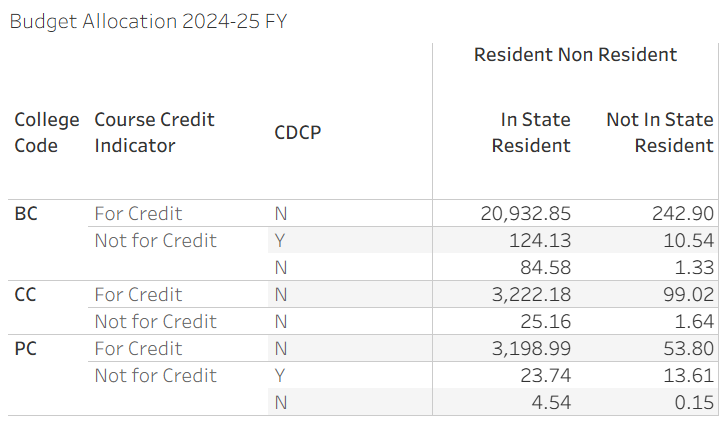 Budget Allocation 2024-25 FY
Resident Non Resident
College Code Course Credit Indicator CDCP In State Resident Not In State Resident
BC For Credit N 20,932.85 242.90
Not for Credit Y 124.13 10.54
N 84.58 1.33
CC For Credit N 3,222.18 99.02
Not for Credit N 25.16 1.64
PC For Credit N 3,198.99 53.80
Not for Credit Y 23.74 13.61
N 4.54 0.15